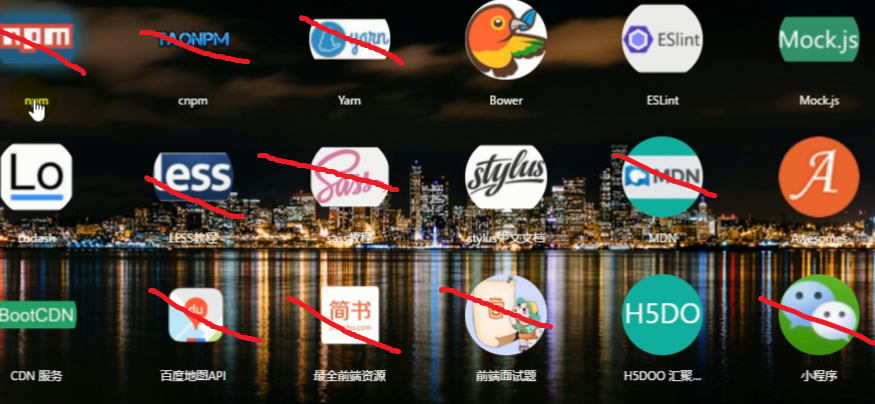 npm
TAONPM
yarn
ESlint
Mock.js
npm
cnpm
Yarn
Bower
ESLint
Mock.js
Lo
less
Sass
stylus
MDN
A
Lodash
LESS教程
sass教程
stylus中文文档
MDN
Awesomes
BootCDN
du
简书
H5DO
CDN 服务
百度地图API
最全前端资源
前端面试题
H5DOO 汇聚...
小程序